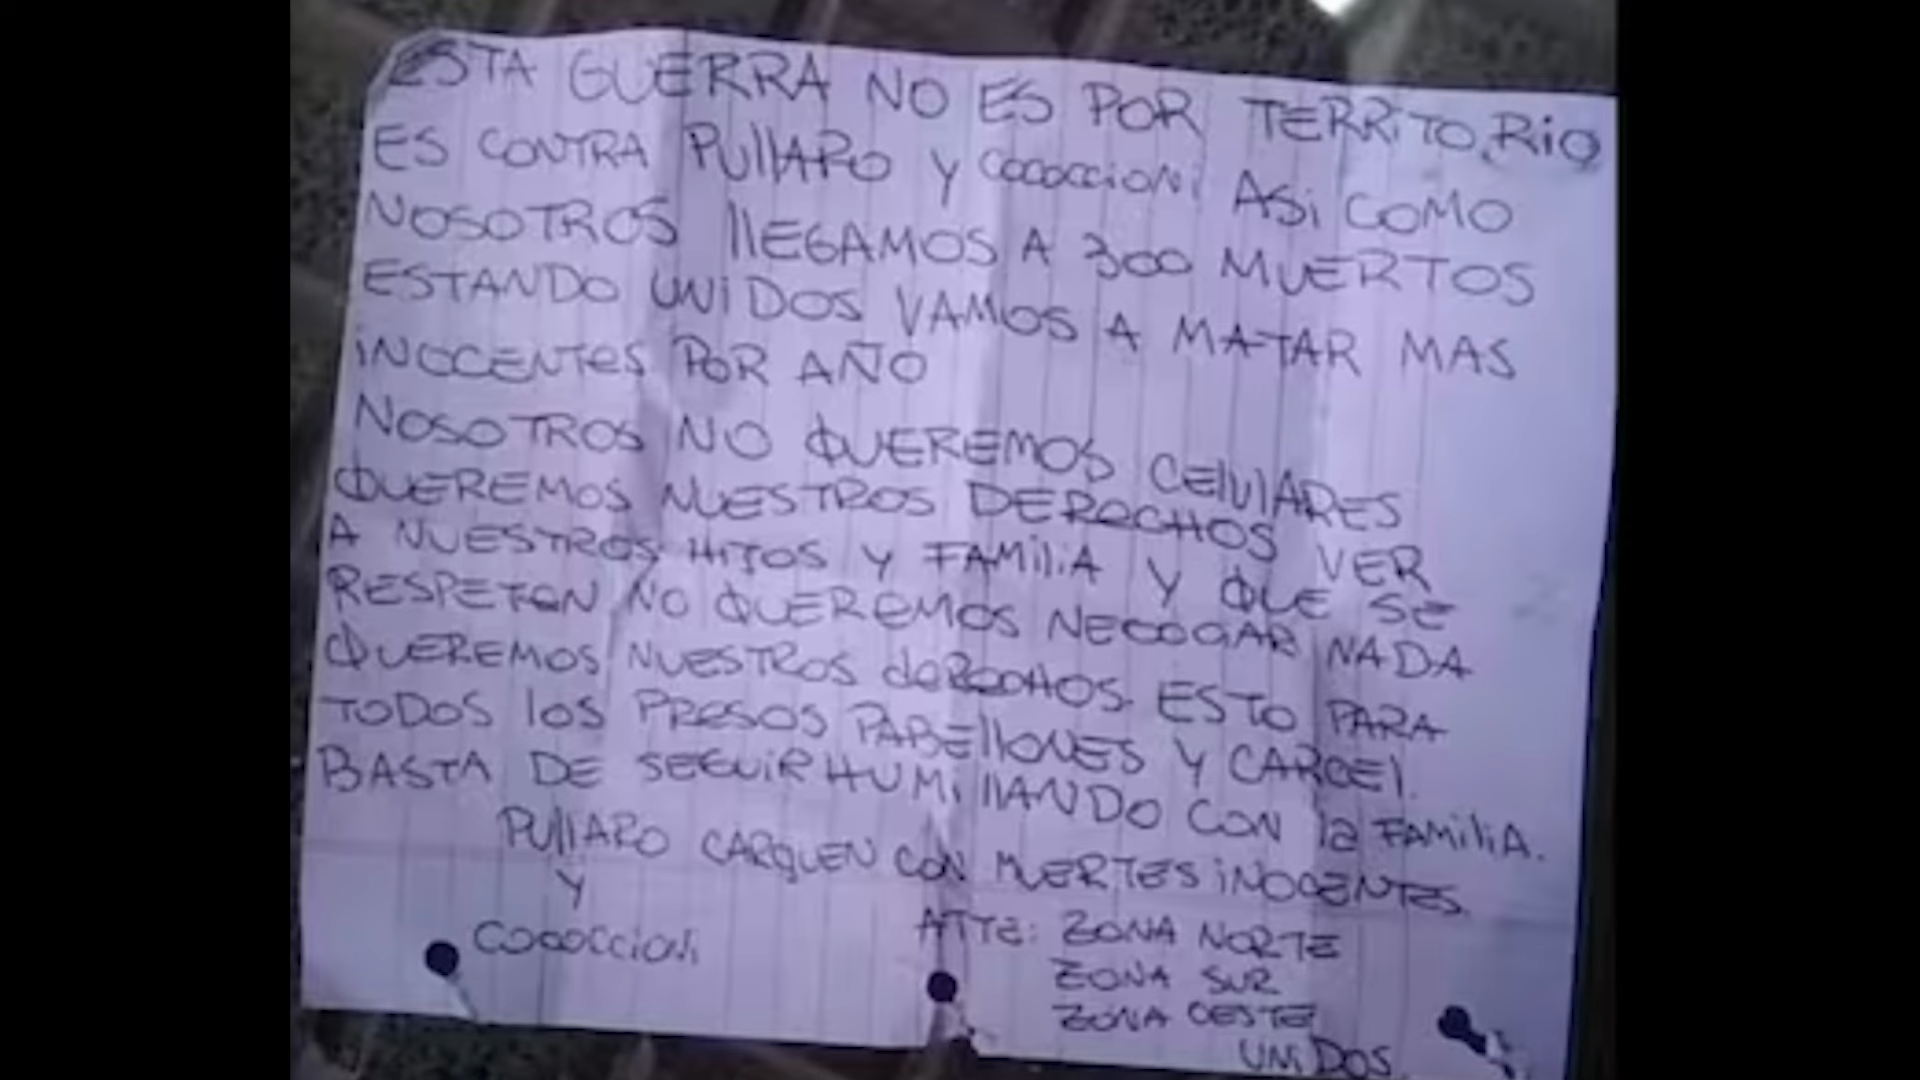 ESTA GUERRA NO ES POR TERRITORIO
ES CONTRA PUllARO Y COCOCCIONi ASi COMO
NOSOTROS llEGAMOS A 300 MUERTOS
ESTANDO UNiDOS VAMOS A MATAR MAS
iNOCENTES POR AÑO
NOSOTROS NO QUEREMOS CElUlARES
QUEREMOS NUESTROS DERECHOS VER
A NUESTROS HIJOS Y FAMiliA Y QUE SE
RESPETEN NO QUEREMOS NEGOCIAR NADA
QUEREMOS NUESTROS dERECHOS. ESTO PARA
TODOS lOS PRESOS PABEllONES Y CARCEl.
BASTA DE SEGUiR HUMillANDO CON la FAMiliA.
PUllARO CARGUEN CON MUERTES iNOCENTES.
Y
COCOCCioNi
ATTE: ZONA NORTE
ZONA SUR
ZONA OESTE
UNiDOS.